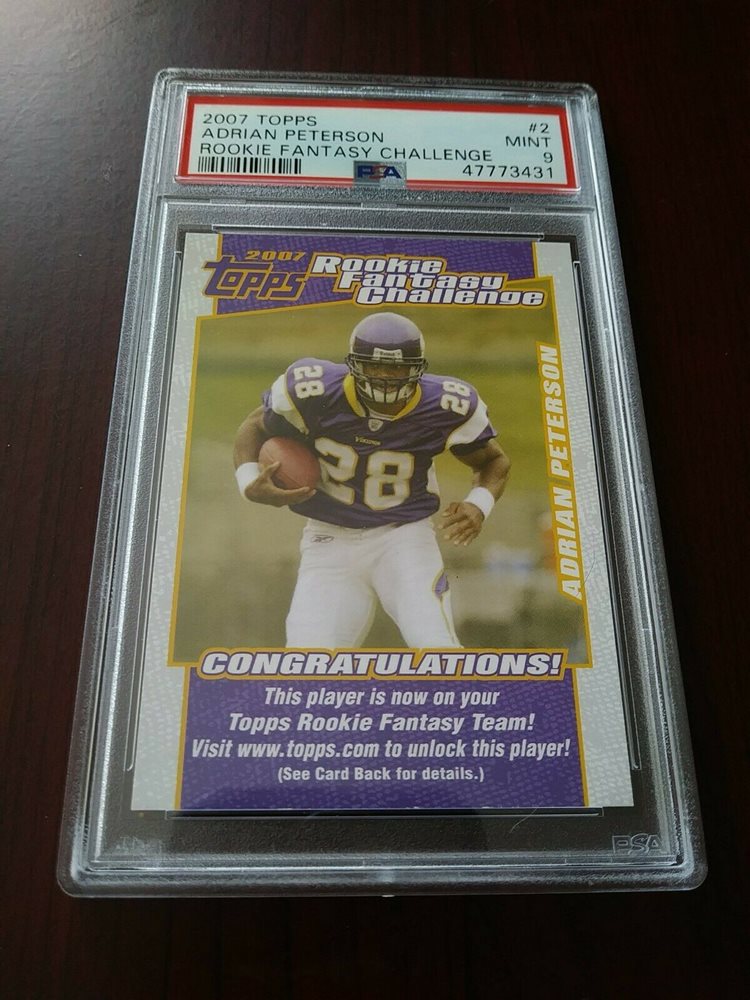 2007 TOPPS #2
ADRIAN PETERSON MINT
ROOKIE FANTASY CHALLENGE 9
PSA 47773431
2007
Topps Rookie
Fantasy
Challenge
28 28
Vikings
28
ADRIAN PETERSON
CONGRATULATIONS!
This player is now on your
Topps Rookie Fantasy Team!
Visit www.topps.com to unlock this player!
(See Card Back for details.)
PSA